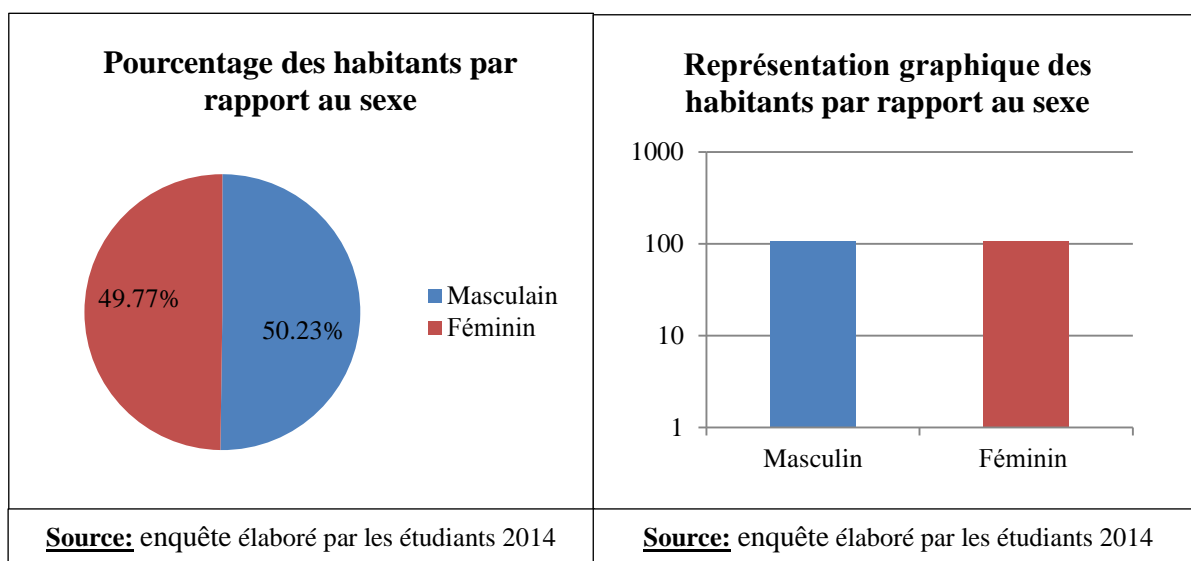 Pourcentage des habitants par
rapport au sexe
49.77%
50.23%
Masculain
Féminin
Source: enquête élaboré par les étudiants 2014
Représentation graphique des
habitants par rapport au sexe
1000
100
10
1
Masculin Féminin
Source: enquête élaboré par les étudiants 2014